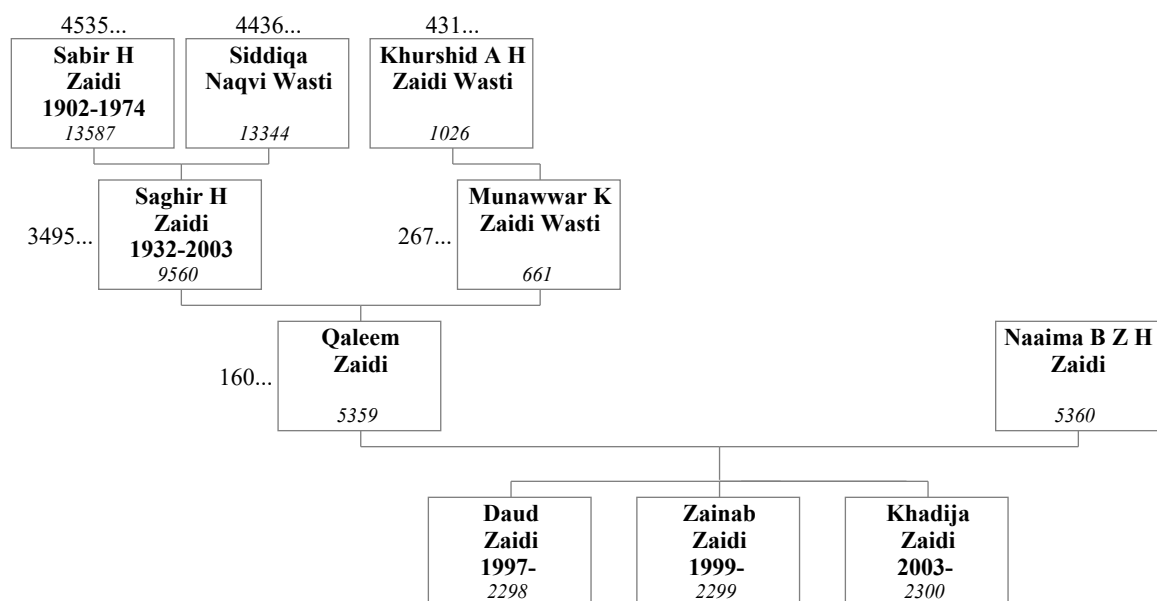 4535...
4436...
431...
Sabir H
Zaidi
1902-1974
13587
Siddiqa
Naqvi Wasti
13344
Khurshid A H
Zaidi Wasti
1026
3495...
Saghir H
Zaidi
1932-2003
9560
267...
Munawwar K
Zaidi Wasti
661
160...
Qaleem
Zaidi
5359
Naaima B Z H
Zaidi
5360
Daud
Zaidi
1997-
2298
Zainab
Zaidi
1999-
2299
Khadija
Zaidi
2003-
2300